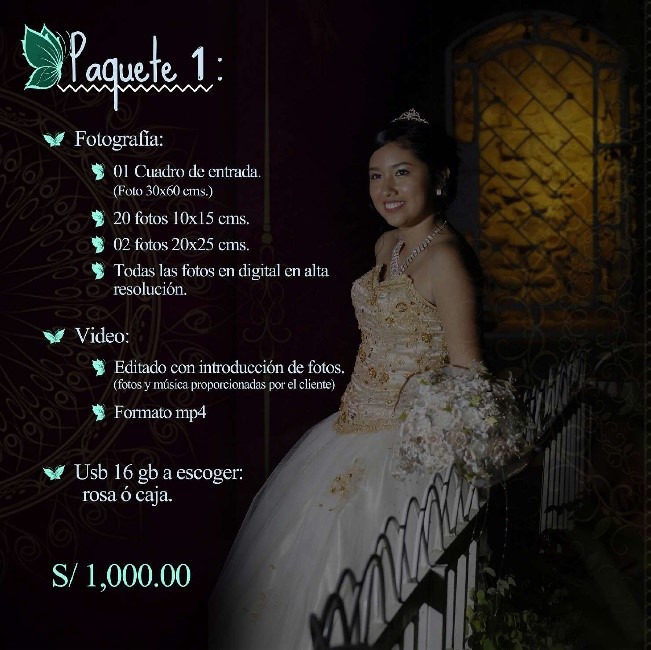 Paquete 1:
Fotografía:
01 Cuadro de entrada.
(Foto 30x60 cms.)
20 fotos 10x15 cms.
02 fotos 20x25 cms.
Todas las fotos en digital en alta
resolución.
Video:
Editado con introducción de fotos.
(fotos y música proporcionadas por el cliente)
Formato mp4
Usb 16 gb a escoger:
rosa ó caja.
S/ 1,000.00